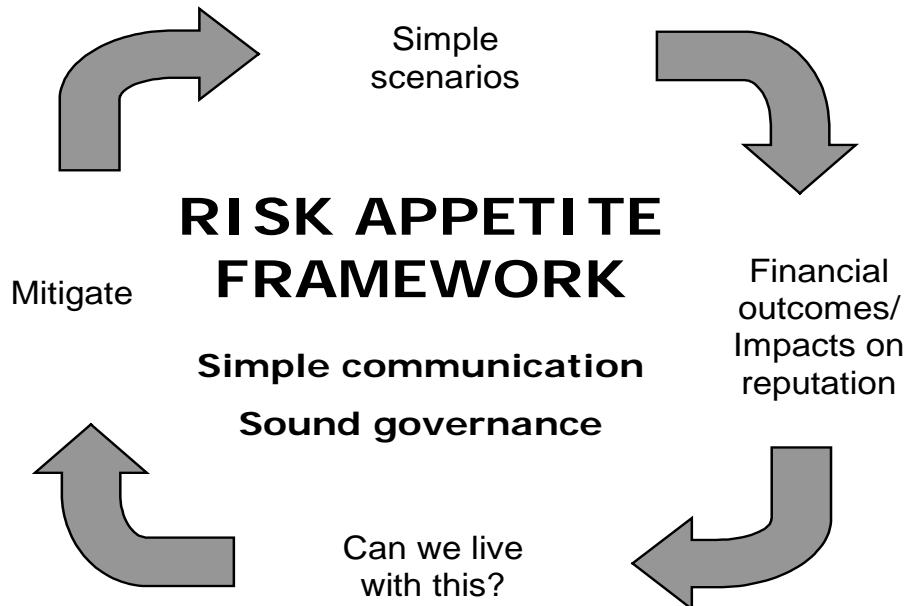 Simple
scenarios
RISK APPETITE
FRAMEWORK
Simple communication
Sound governance
Mitigate
Financial
outcomes/
Impacts on
reputation
Can we live
with this?